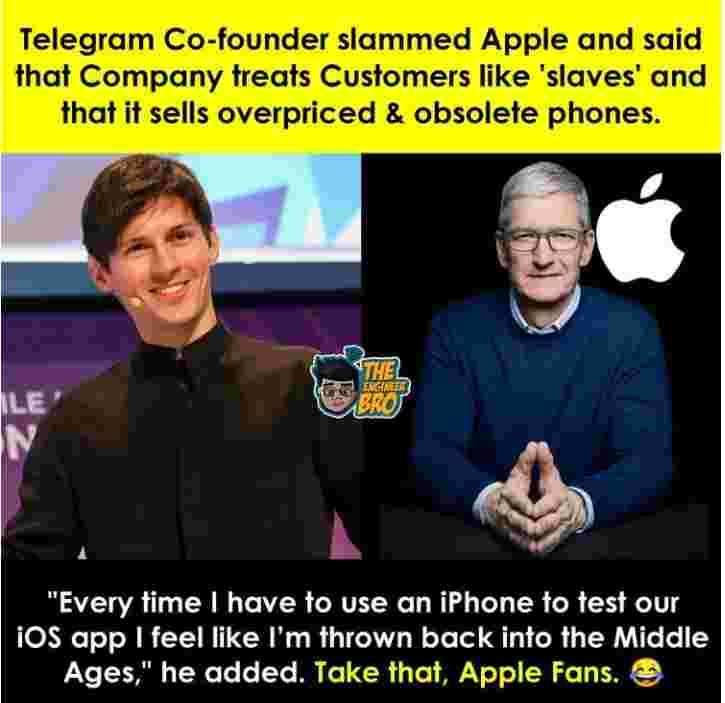 Telegram Co-founder slammed Apple and said
that Company treats Customers like 'slaves' and
that it sells overpriced & obsolete phones.
ILE
N
THE
ENGINEER
BRO
"Every time I have to use an iPhone to test our
iOS app I feel like I'm thrown back into the Middle
Ages," he added. Take that, Apple Fans. 😂